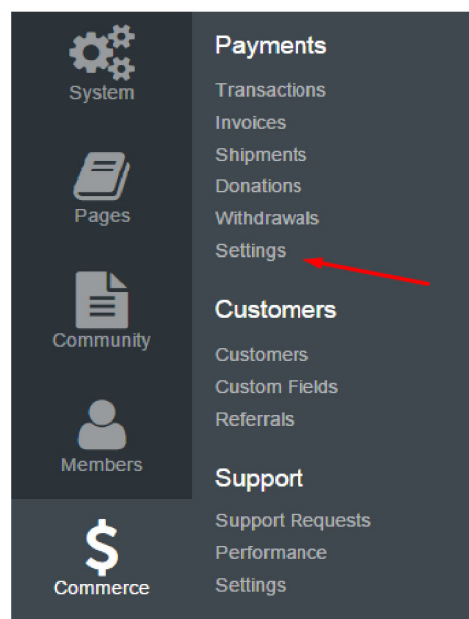 System
Pages
Community
Members
$
Commerce
Payments
Transactions
Invoices
Shipments
Donations
Withdrawals
Settings
Customers
Customers
Custom Fields
Referrals
Support
Support Requests
Performance
Settings